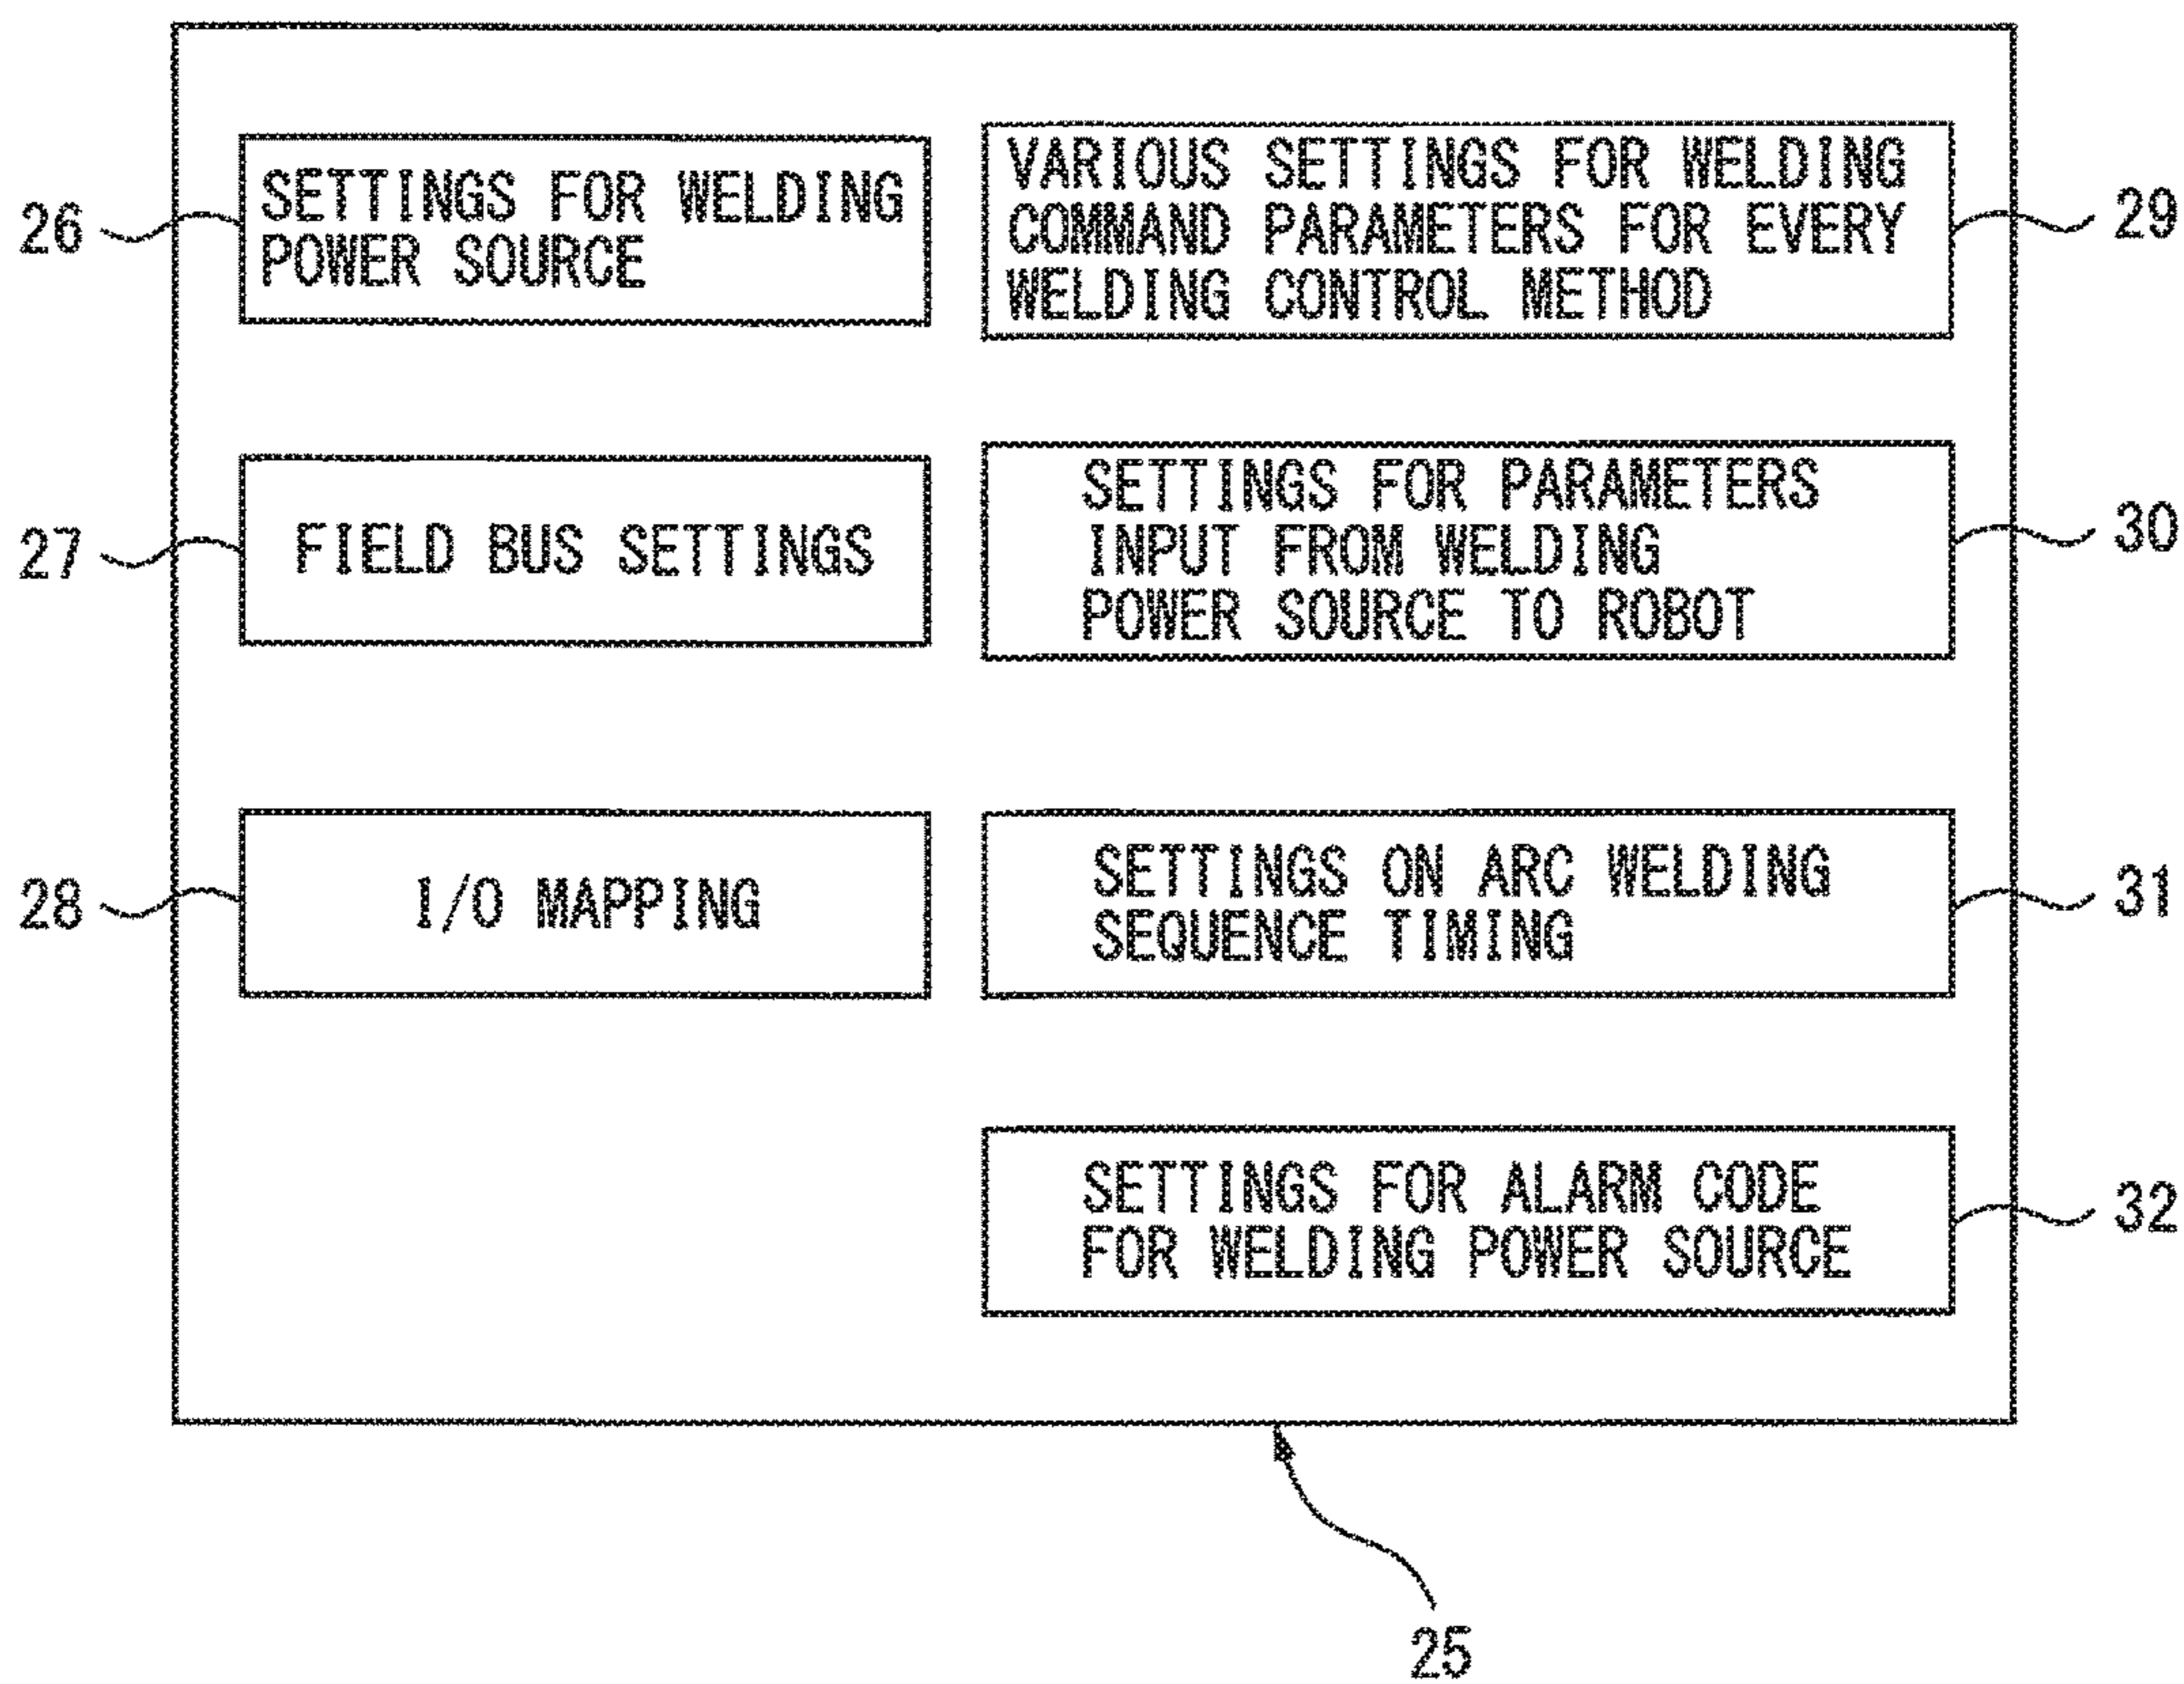 26
SETTINGS FOR WELDING
POWER SOURCE
VARIOUS SETTINGS FOR WELDING
COMMAND PARAMETERS FOR EVERY
WELDING CONTROL METHOD
29
27
FIELD BUS SETTINGS
SETTINGS FOR PARAMETERS
INPUT FROM WELDING
POWER SOURCE TO ROBOT
30
28
I/O MAPPING
SETTINGS ON ARC WELDING
SEQUENCE TIMING
31
SETTINGS FOR ALARM CODE
FOR WELDING POWER SOURCE
32
25